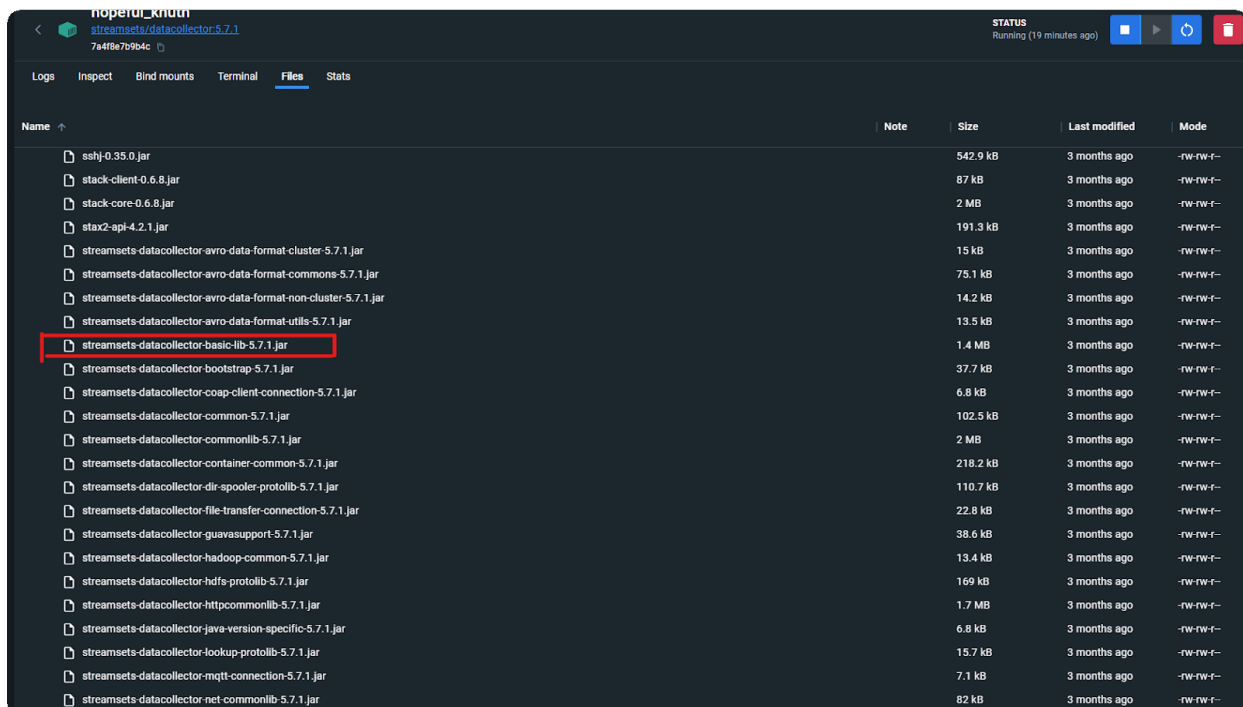 hopeful_knuth
streamsets/datacollector:5.7.1
7a4f8e7b9b4c
STATUS
Running (19 minutes ago)
Logs Inspect Bind mounts Terminal Files Stats
Name Note Size Last modified Mode
sshj-0.35.0.jar 542.9 kB 3 months ago -rw-rw-r--
stack-client-0.6.8.jar 87 kB 3 months ago -rw-rw-r--
stack-core-0.6.8.jar 2 MB 3 months ago -rw-rw-r--
stax2-api-4.2.1.jar 191.3 kB 3 months ago -rw-rw-r--
streamsets-datacollector-avro-data-format-cluster-5.7.1.jar 15 kB 3 months ago -rw-rw-r--
streamsets-datacollector-avro-data-format-commons-5.7.1.jar 75.1 kB 3 months ago -rw-rw-r--
streamsets-datacollector-avro-data-format-non-cluster-5.7.1.jar 14.2 kB 3 months ago -rw-rw-r--
streamsets-datacollector-avro-data-format-utils-5.7.1.jar 13.5 kB 3 months ago -rw-rw-r--
streamsets-datacollector-basic-lib-5.7.1.jar 1.4 MB 3 months ago -rw-rw-r--
streamsets-datacollector-bootstrap-5.7.1.jar 37.7 kB 3 months ago -rw-rw-r--
streamsets-datacollector-coap-client-connection-5.7.1.jar 6.8 kB 3 months ago -rw-rw-r--
streamsets-datacollector-common-5.7.1.jar 102.5 kB 3 months ago -rw-rw-r--
streamsets-datacollector-commonlib-5.7.1.jar 2 MB 3 months ago -rw-rw-r--
streamsets-datacollector-container-common-5.7.1.jar 218.2 kB 3 months ago -rw-rw-r--
streamsets-datacollector-dir-spooler-protolib-5.7.1.jar 110.7 kB 3 months ago -rw-rw-r--
streamsets-datacollector-file-transfer-connection-5.7.1.jar 22.8 kB 3 months ago -rw-rw-r--
streamsets-datacollector-guavasupport-5.7.1.jar 38.6 kB 3 months ago -rw-rw-r--
streamsets-datacollector-hadoop-common-5.7.1.jar 13.4 kB 3 months ago -rw-rw-r--
streamsets-datacollector-hdfs-protolib-5.7.1.jar 169 kB 3 months ago -rw-rw-r--
streamsets-datacollector-httpcommonlib-5.7.1.jar 1.7 MB 3 months ago -rw-rw-r--
streamsets-datacollector-java-version-specific-5.7.1.jar 6.8 kB 3 months ago -rw-rw-r--
streamsets-datacollector-lookup-protolib-5.7.1.jar 15.7 kB 3 months ago -rw-rw-r--
streamsets-datacollector-mqtt-connection-5.7.1.jar 7.1 kB 3 months ago -rw-rw-r--
streamsets-datacollector-net-commonlib-5.7.1.jar 82 kB 3 months ago -rw-rw-r--